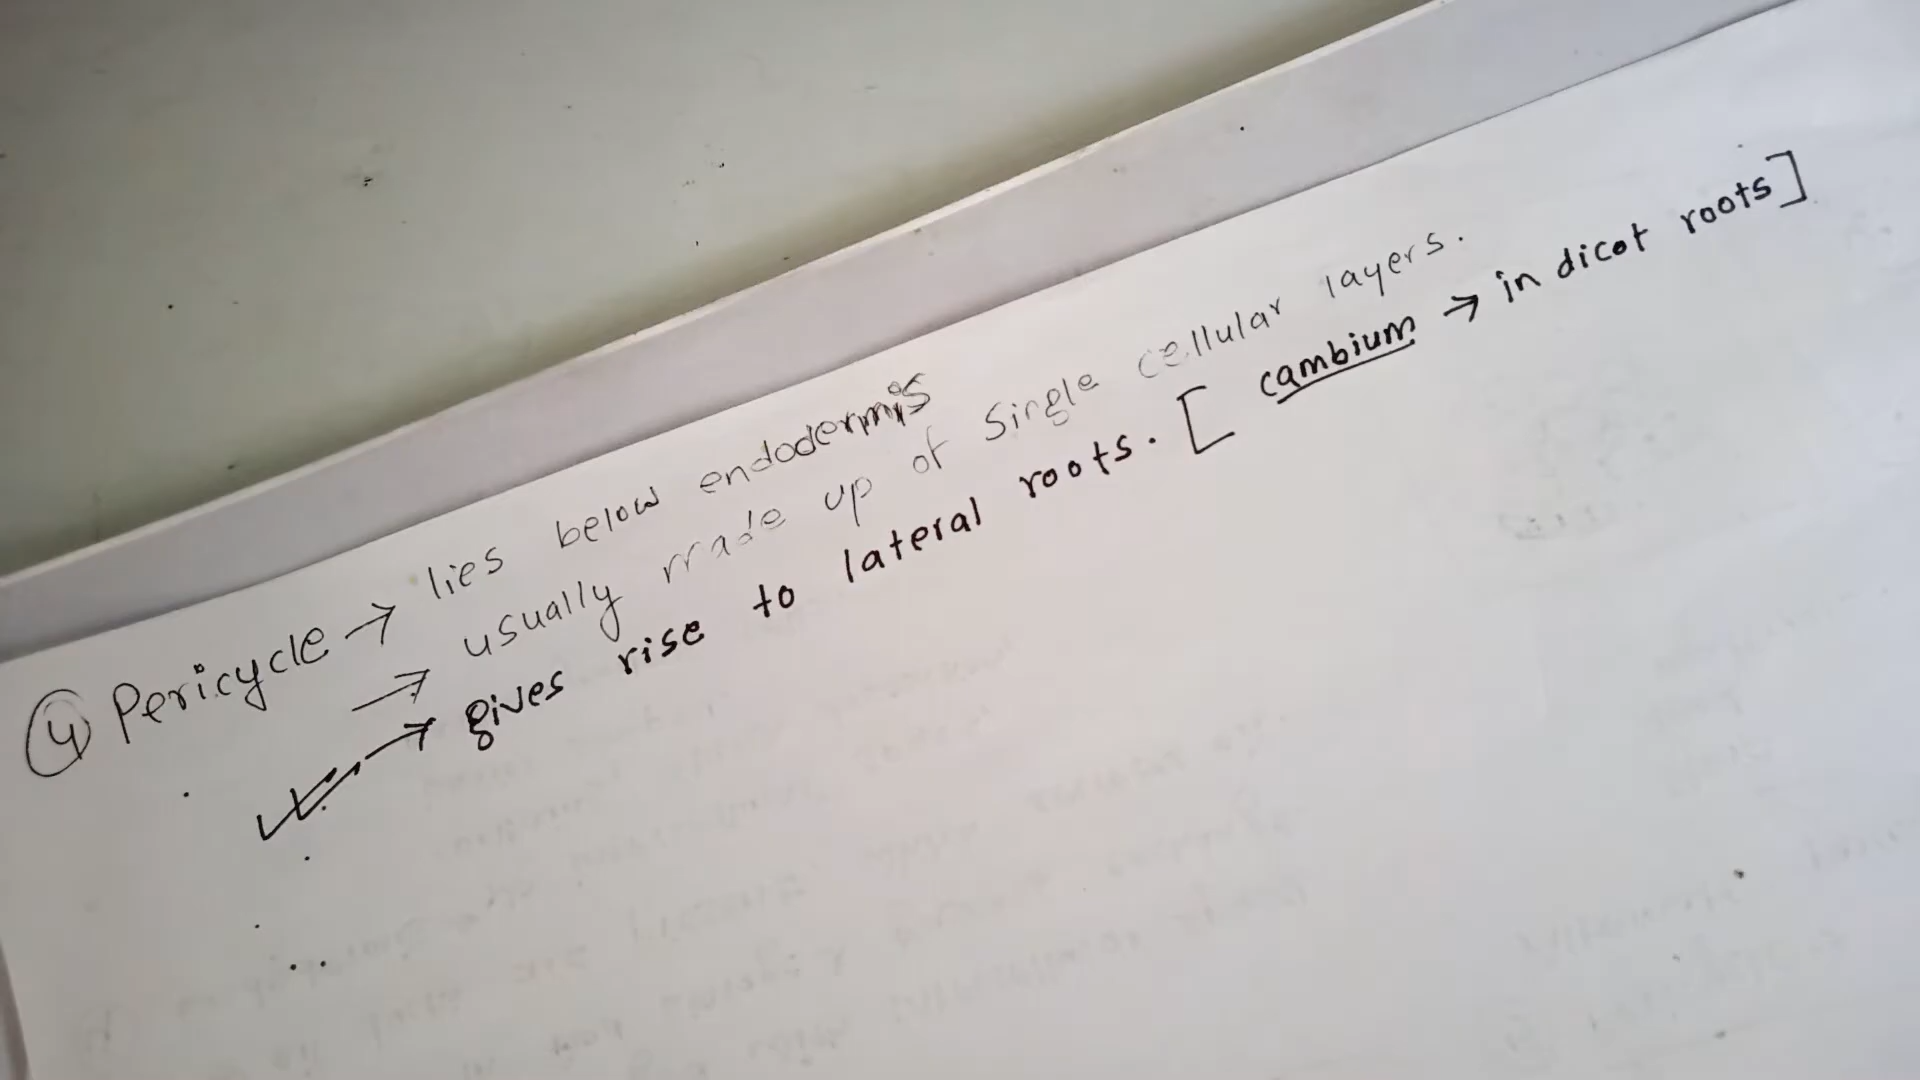 ④ Pericycle → lies below endodermis
→ usually made up of single cellular layers.
→ gives rise to lateral roots. [ cambium → in dicot roots ]